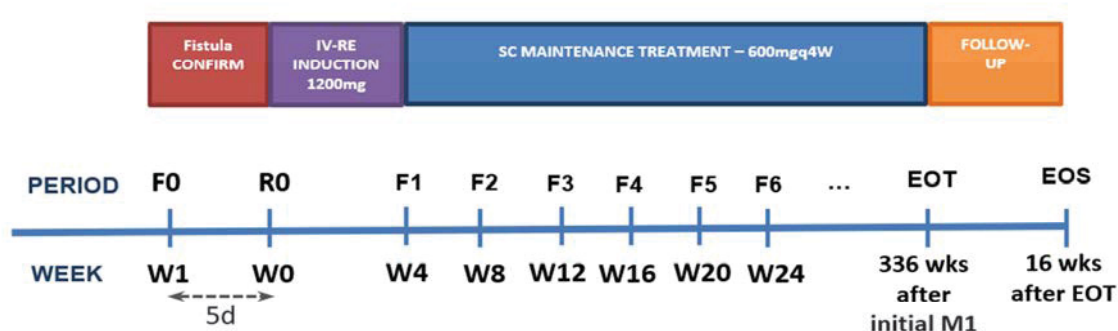 Fistula
CONFIRM
IV-RE
INDUCTION
1200mg
SC MAINTENANCE TREATMENT – 600mgq4W
FOLLOW-
UP
PERIOD F0 R0 F1 F2 F3 F4 F5 F6 ... EOT EOS
WEEK W1 W0 W4 W8 W12 W16 W20 W24 336 wks 16 wks
after after EOT
initial M1
5d